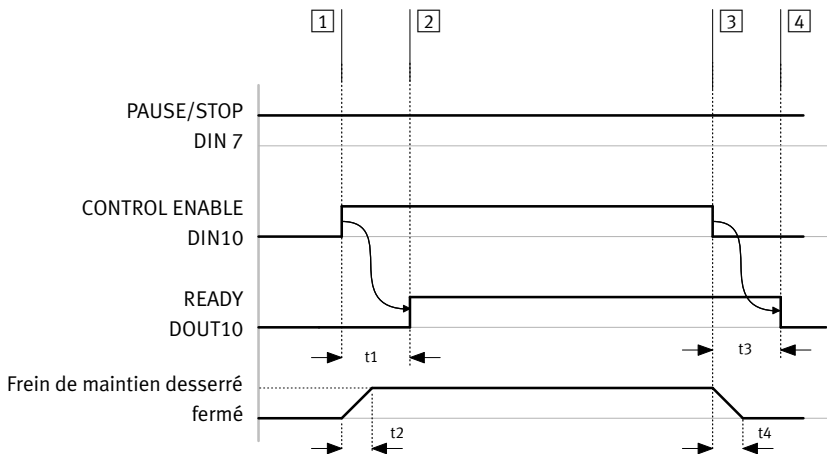 1 2 3 4
PAUSE/STOP
DIN 7
CONTROL ENABLE
DIN10
READY
DOUT10
t1 t3
Frein de maintien desserré
fermé
t2 t4